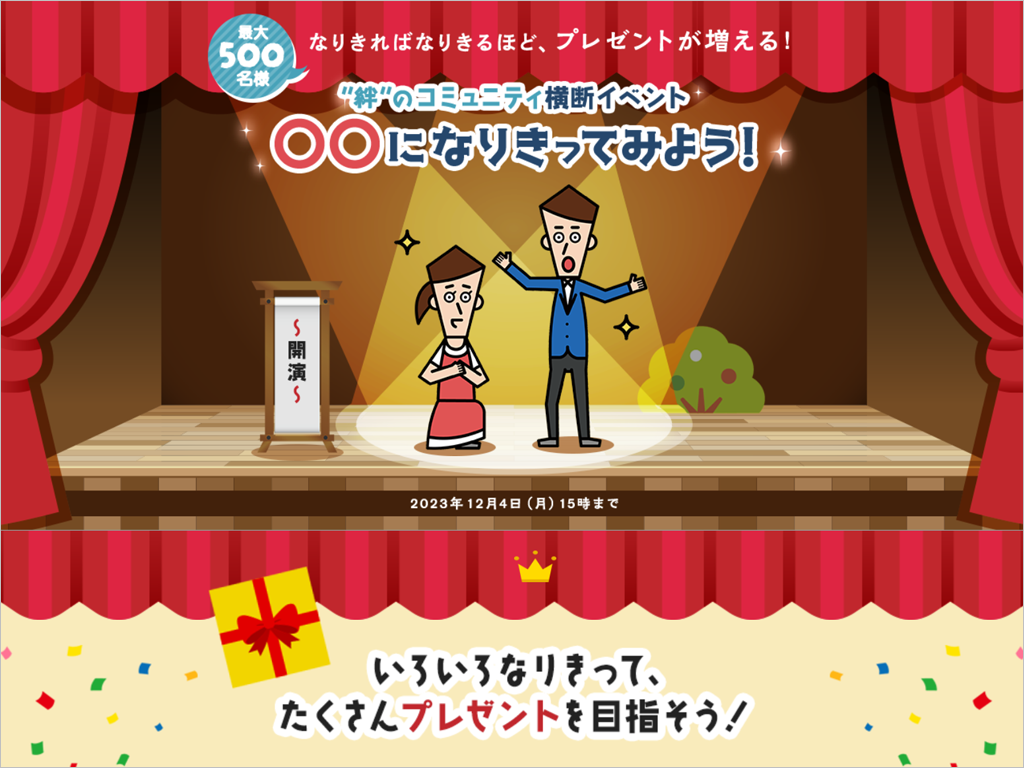 最大
500
名様
なりきればなりきるほど、プレゼントが増える！
"絆"のコミュニティ横断イベント
〇〇になりきってみよう！
～開演～
2023年12月4日（月）15時まで
いろいろなりきって、
たくさんプレゼントを目指そう！